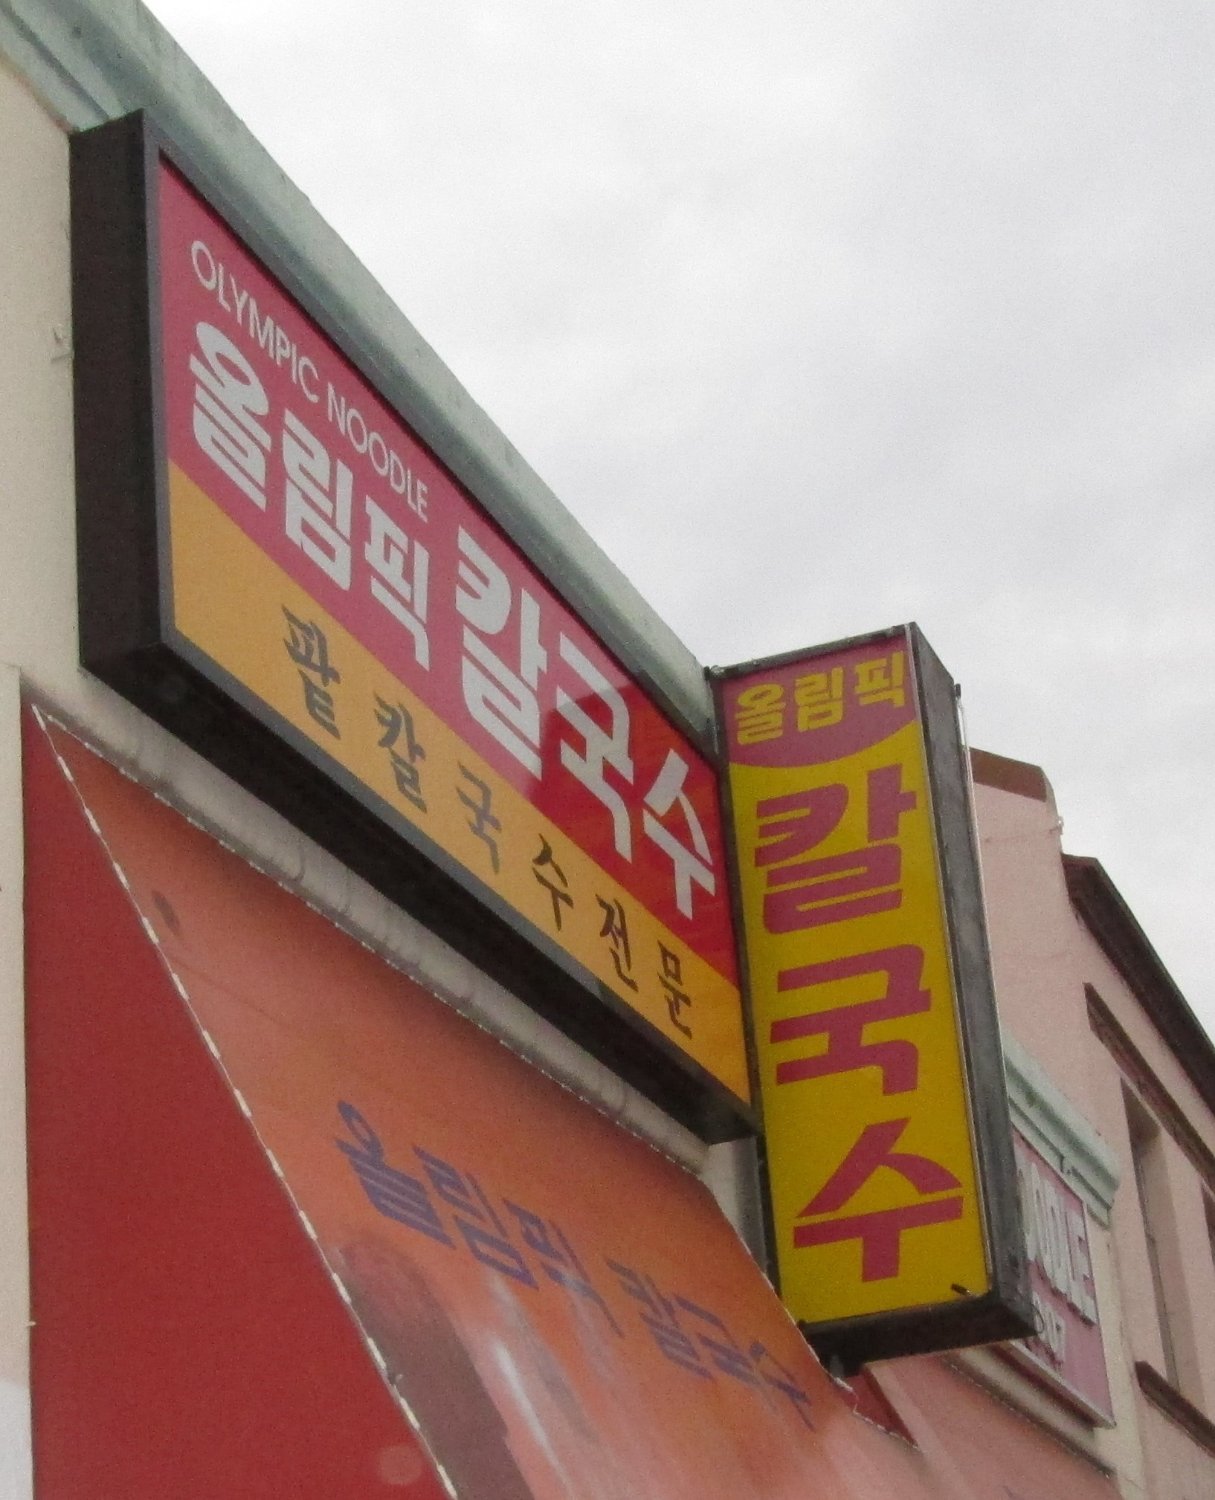 OLYMPIC NOODLE
올림픽 칼국수
팥 칼국수 전문
올림픽
칼
국
수
올림픽 칼국수